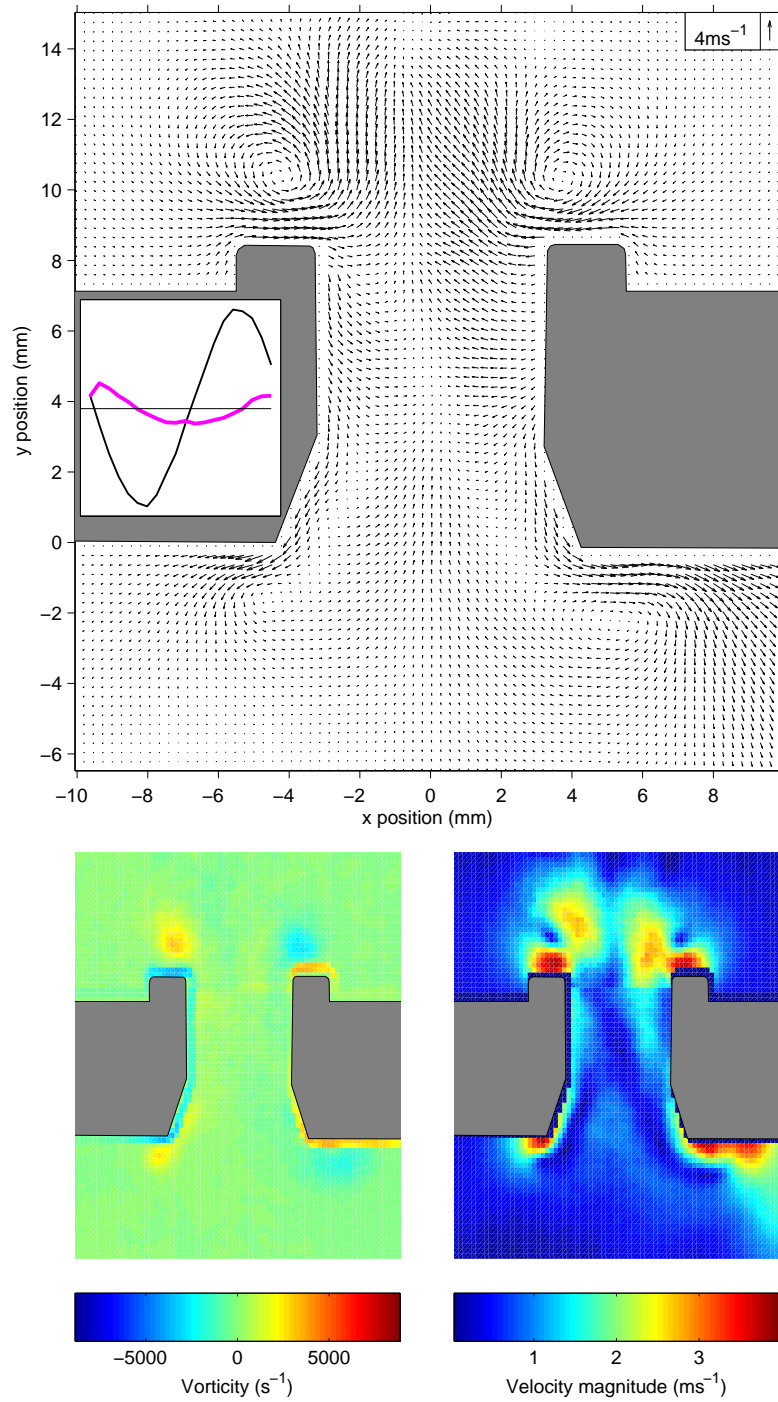 4ms⁻¹
14
12
10
8
6
4
2
0
−2
−4
−6
y position (mm)
−10 −8 −6 −4 −2 0 2 4 6 8
x position (mm)
−5000 0 5000
Vorticity (s⁻¹)
1 2 3
Velocity magnitude (ms⁻¹)